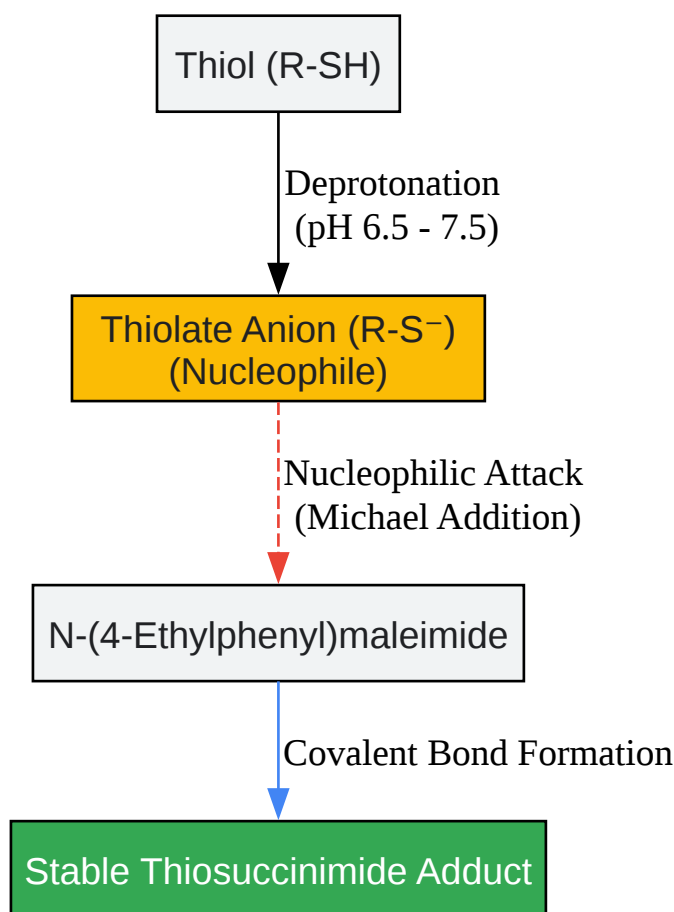 Thiol (R-SH)
Deprotonation
(pH 6.5 - 7.5)
Thiolate Anion (R-S⁻)
(Nucleophile)
Nucleophilic Attack
(Michael Addition)
N-(4-Ethylphenyl)maleimide
Covalent Bond Formation
Stable Thiosuccinimide Adduct